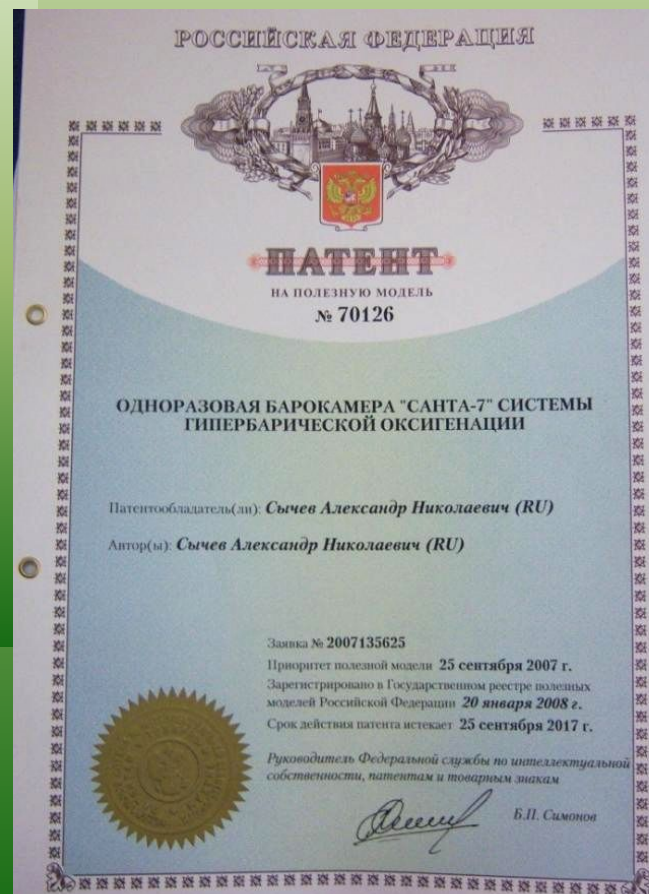 РОССИЙСКАЯ ФЕДЕРАЦИЯ
ПАТЕНТ
НА ПОЛЕЗНУЮ МОДЕЛЬ
№ 70126
ОДНОРАЗОВАЯ БАРОКАМЕРА "САНТА-7" СИСТЕМЫ
ГИПЕРБАРИЧЕСКОЙ ОКСИГЕНАЦИИ
Патентообладатель(ли): Сычев Александр Николаевич (RU)
Автор(ы): Сычев Александр Николаевич (RU)
Заявка № 2007135625
Приоритет полезной модели 25 сентября 2007 г.
Зарегистрировано в Государственном реестре полезных
моделей Российской Федерации 20 января 2008 г.
Срок действия патента истекает 25 сентября 2017 г.
Руководитель Федеральной службы по интеллектуальной
собственности, патентам и товарным знакам
Б.П. Симонов